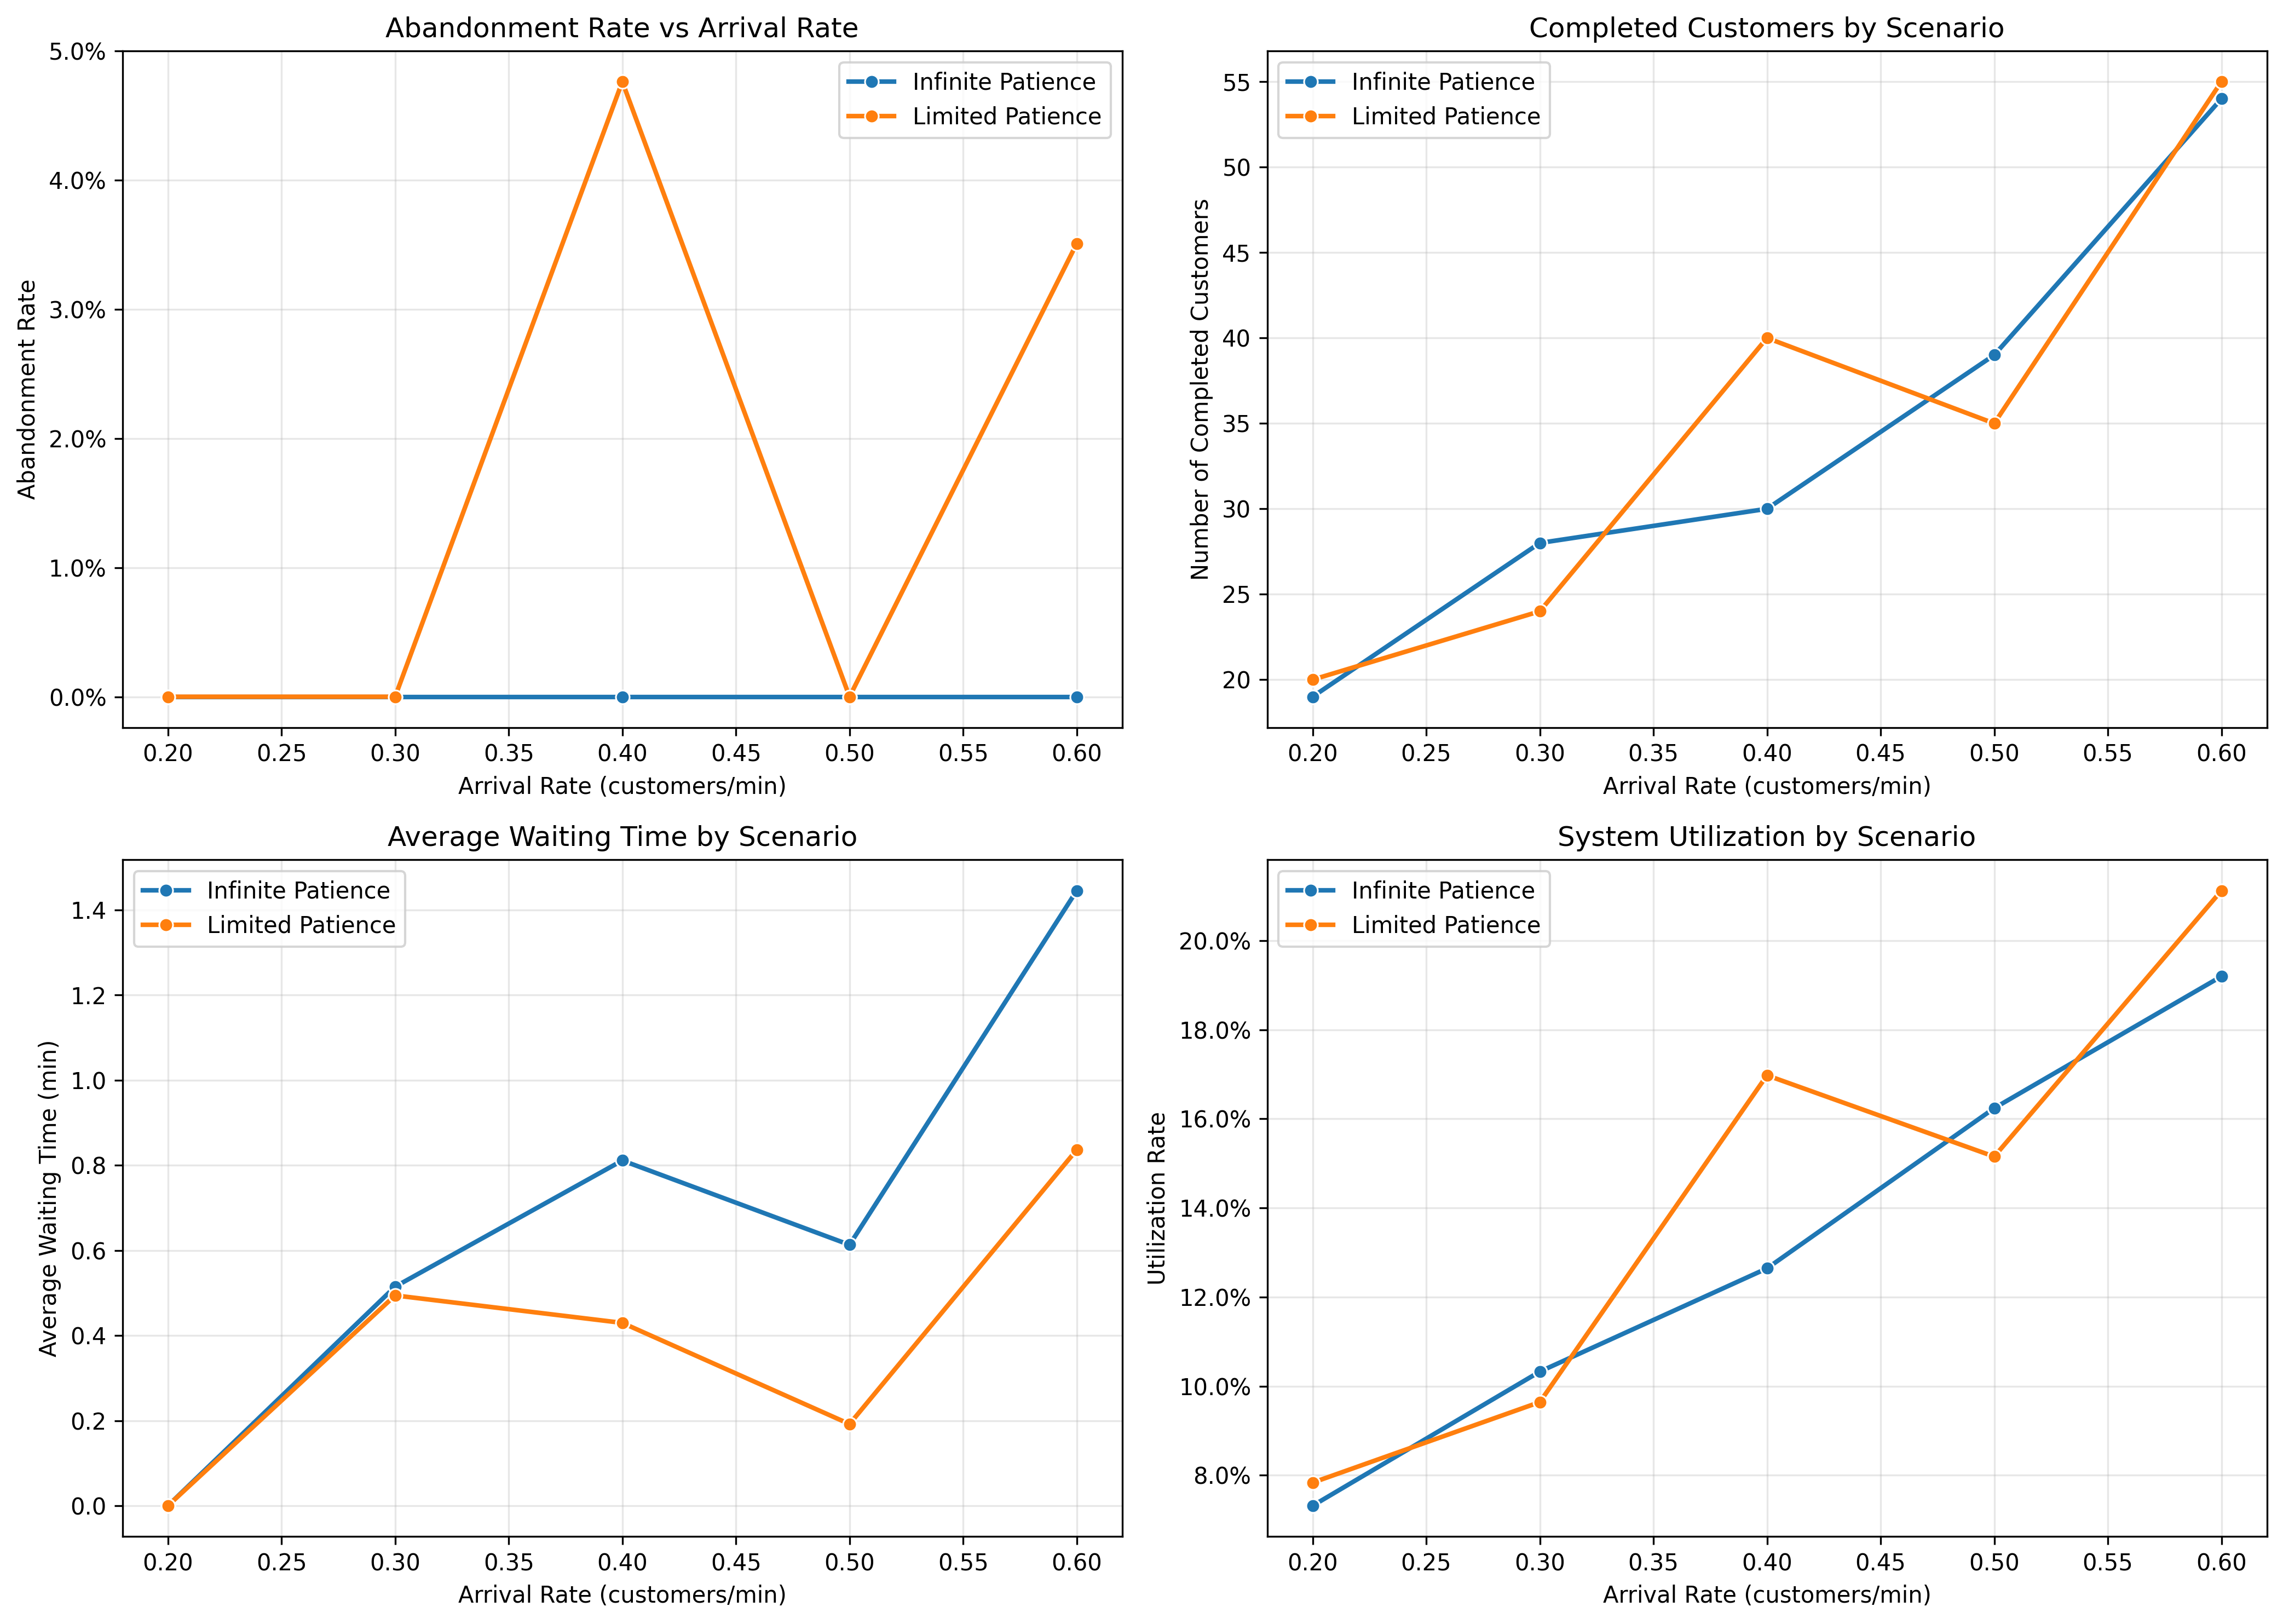 Abandonment Rate vs Arrival Rate
5.0%
4.0%
3.0%
2.0%
1.0%
0.0%
Abandonment Rate
Infinite Patience
Limited Patience
0.20 0.25 0.30 0.35 0.40 0.45 0.50 0.55 0.60
Arrival Rate (customers/min)
Completed Customers by Scenario
55
50
45
40
35
30
25
20
Number of Completed Customers
Infinite Patience
Limited Patience
0.20 0.25 0.30 0.35 0.40 0.45 0.50 0.55 0.60
Arrival Rate (customers/min)
Average Waiting Time by Scenario
1.4
1.2
1.0
0.8
0.6
0.4
0.2
0.0
Average Waiting Time (min)
Infinite Patience
Limited Patience
0.20 0.25 0.30 0.35 0.40 0.45 0.50 0.55 0.60
Arrival Rate (customers/min)
System Utilization by Scenario
20.0%
18.0%
16.0%
14.0%
12.0%
10.0%
8.0%
Utilization Rate
Infinite Patience
Limited Patience
0.20 0.25 0.30 0.35 0.40 0.45 0.50 0.55 0.60
Arrival Rate (customers/min)